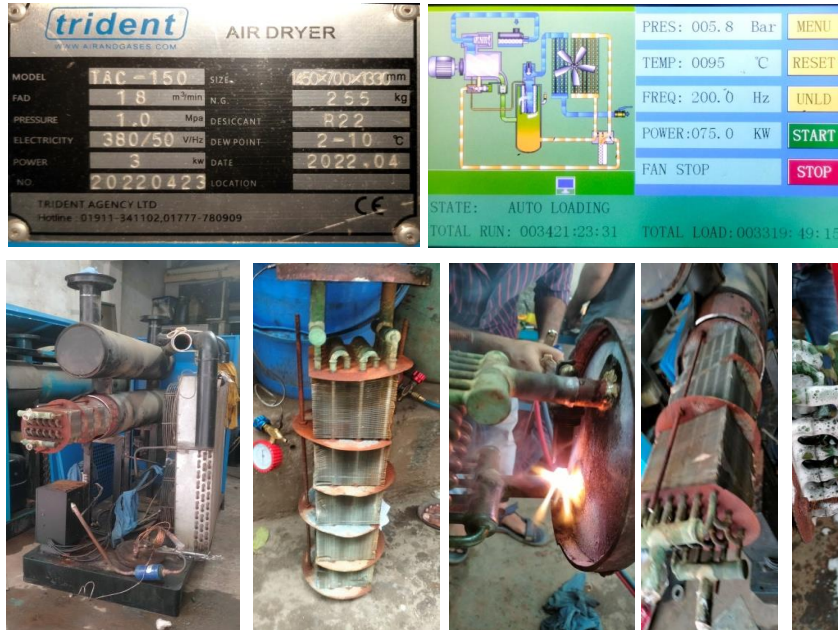 trident
WWW.AIRANDGASES.COM
AIR DRYER
MODEL TAC-150 SIZE 1450×700×1330 mm
FAD 18 m³/min N.G. 255 kg
PRESSURE 1.0 Mpa DESICCANT R22
ELECTRICITY 380/50 V/Hz DEW POINT 2-10 ℃
POWER 3 kw DATE 2022.04
NO. 20220423 LOCATION
TRIDENT AGENCY LTD
Hotline : 01911-341102,01777-780909
CE
PRES: 005.8 Bar MENU
TEMP: 0095 ℃ RESET
FREQ: 200.0 Hz UNLD
POWER:075.0 KW START
FAN STOP STOP
STATE: AUTO LOADING
TOTAL RUN: 003421:23:31 TOTAL LOAD:003319:49:15